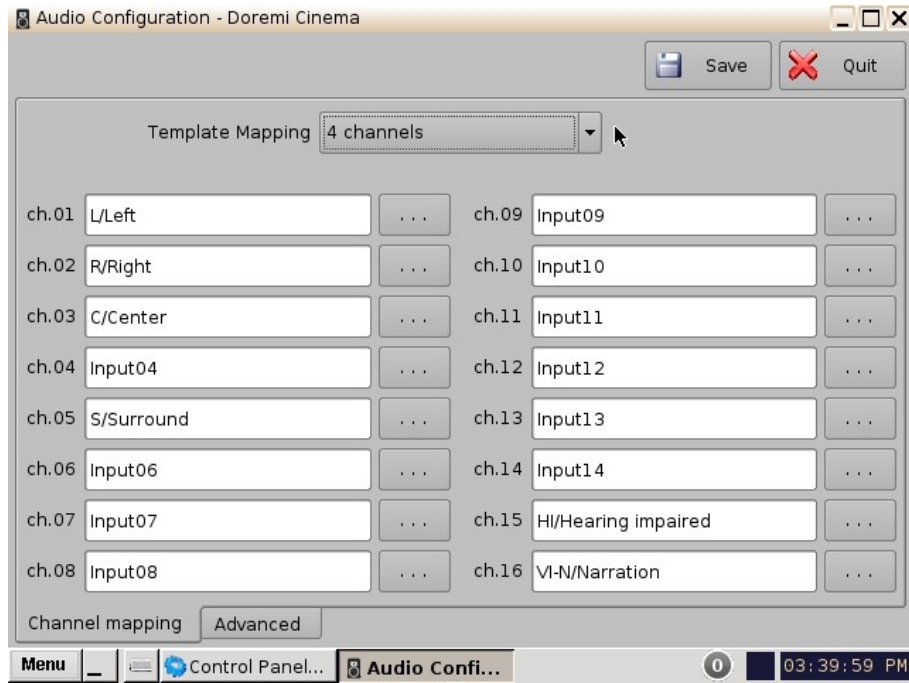 Audio Configuration - Doremi Cinema
Save Quit
Template Mapping 4 channels
ch.01 L/Left ... ch.09 Input09 ...
ch.02 R/Right ... ch.10 Input10 ...
ch.03 C/Center ... ch.11 Input11 ...
ch.04 Input04 ... ch.12 Input12 ...
ch.05 S/Surround ... ch.13 Input13 ...
ch.06 Input06 ... ch.14 Input14 ...
ch.07 Input07 ... ch.15 HI/Hearing impaired ...
ch.08 Input08 ... ch.16 VI-N/Narration ...
Channel mapping Advanced
Menu _ Control Panel... Audio Confi... 0 03:39:59 PM